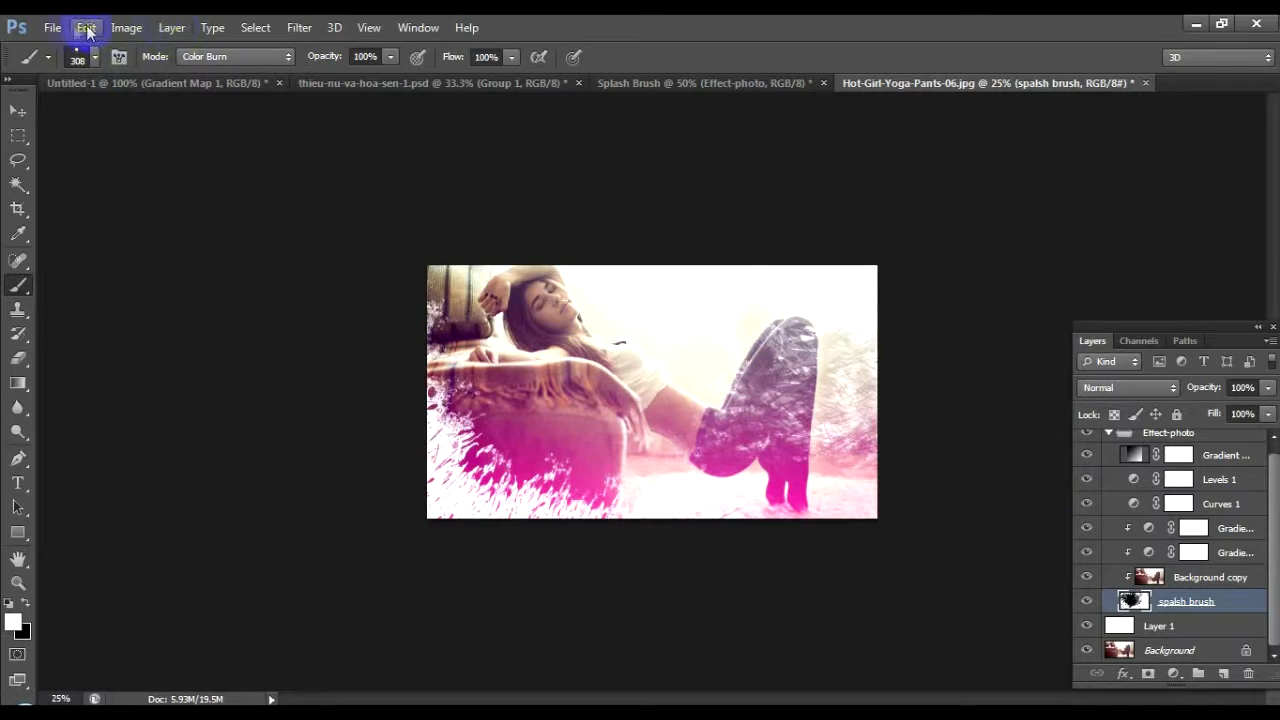 Ps File Edit Image Layer Type Select Filter 3D View Window Help
308 Mode: Color Burn Opacity: 100% Flow: 100% 3D
Untitled-1 @ 100% (Gradient Map 1, RGB/8) * × thieu-nu-va-hoa-sen-1.psd @ 33.3% (Group 1, RGB/8) * × Splash Brush @ 50% (Effect-photo, RGB/8) * × Hot-Girl-Yoga-Pants-06.jpg @ 25% (spalsh brush, RGB/8#) * ×
Layers Channels Paths
Kind T
Normal Opacity: 100%
Lock: Fill: 100%
Effect-photo
Gradient ...
Levels 1
Curves 1
Gradie...
Gradie...
Background copy
spalsh brush
Layer 1
Background
fx
25% Doc: 5.93M/19.5M